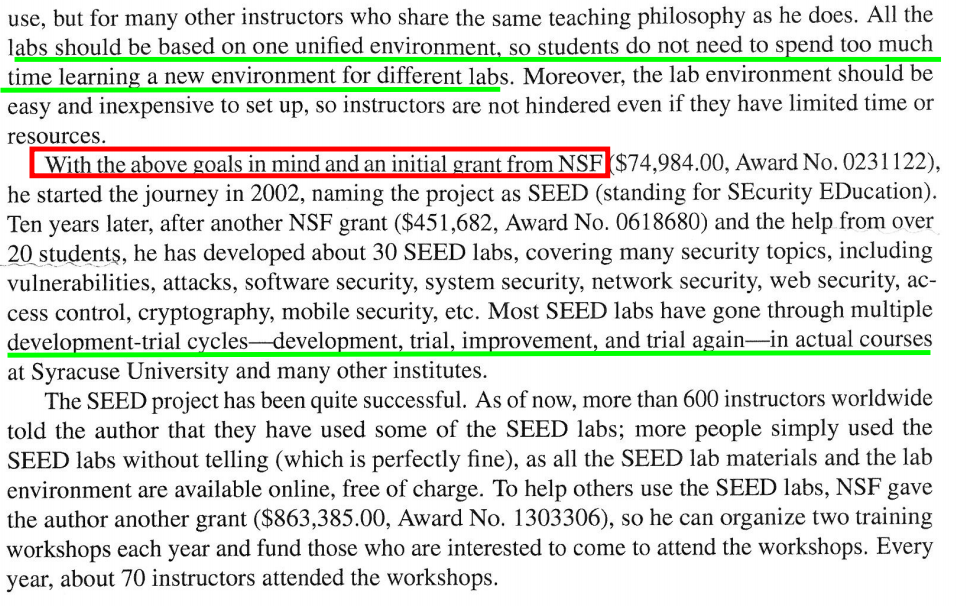 use, but for many other instructors who share the same teaching philosophy as he does. All the
labs should be based on one unified environment, so students do not need to spend too much
time learning a new environment for different labs. Moreover, the lab environment should be
easy and inexpensive to set up, so instructors are not hindered even if they have limited time or
resources.
With the above goals in mind and an initial grant from NSF ($74,984.00, Award No. 0231122),
he started the journey in 2002, naming the project as SEED (standing for SEcurity EDucation).
Ten years later, after another NSF grant ($451,682, Award No. 0618680) and the help from over
20 students, he has developed about 30 SEED labs, covering many security topics, including
vulnerabilities, attacks, software security, system security, network security, web security, ac-
cess control, cryptography, mobile security, etc. Most SEED labs have gone through multiple
development-trial cycles—development, trial, improvement, and trial again—in actual courses
at Syracuse University and many other institutes.
The SEED project has been quite successful. As of now, more than 600 instructors worldwide
told the author that they have used some of the SEED labs; more people simply used the
SEED labs without telling (which is perfectly fine), as all the SEED lab materials and the lab
environment are available online, free of charge. To help others use the SEED labs, NSF gave
the author another grant ($863,385.00, Award No. 1303306), so he can organize two training
workshops each year and fund those who are interested to come to attend the workshops. Every
year, about 70 instructors attended the workshops.